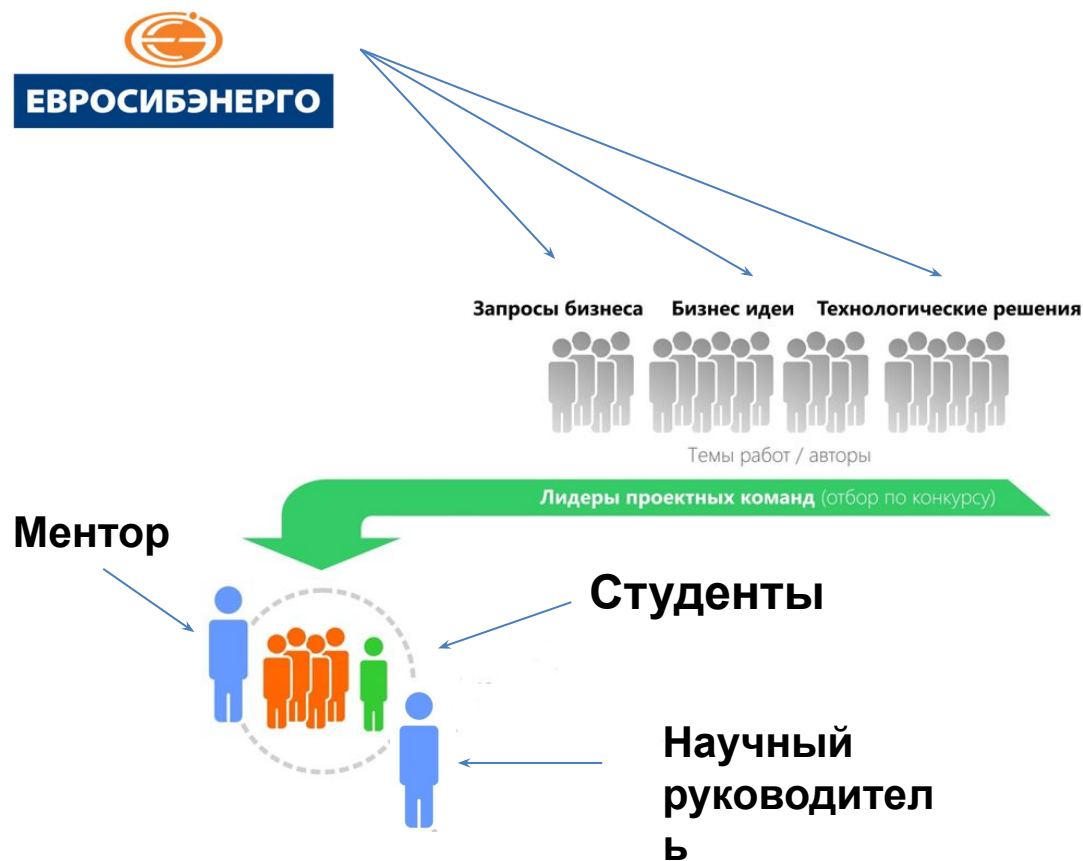 ЕВРОСИБЭНЕРГО
Запросы бизнеса Бизнес идеи Технологические решения
Темы работ / авторы
Лидеры проектных команд (отбор по конкурсу)
Ментор
Студенты
Научный
руководител
ь